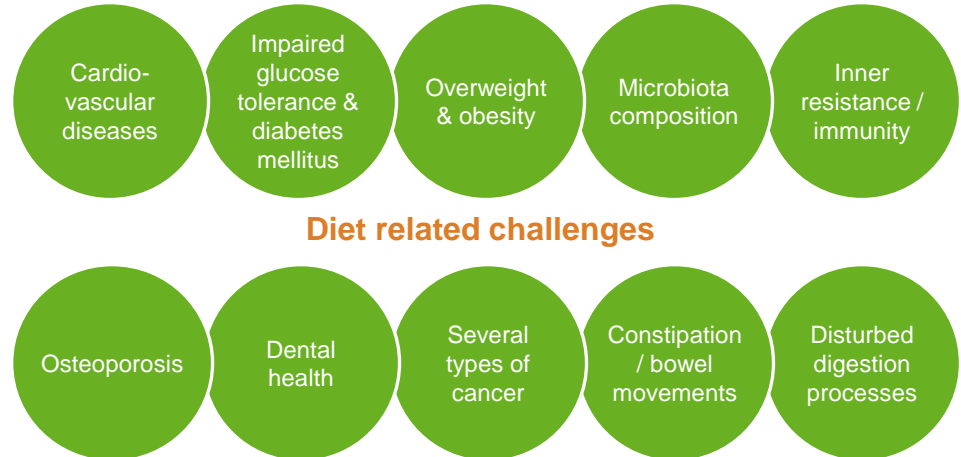 Cardio-
vascular
diseases
Impaired
glucose
tolerance &
diabetes
mellitus
Overweight
& obesity
Microbiota
composition
Inner
resistance /
immunity
Diet related challenges
Osteoporosis
Dental
health
Several
types of
cancer
Constipation
/ bowel
movements
Disturbed
digestion
processes